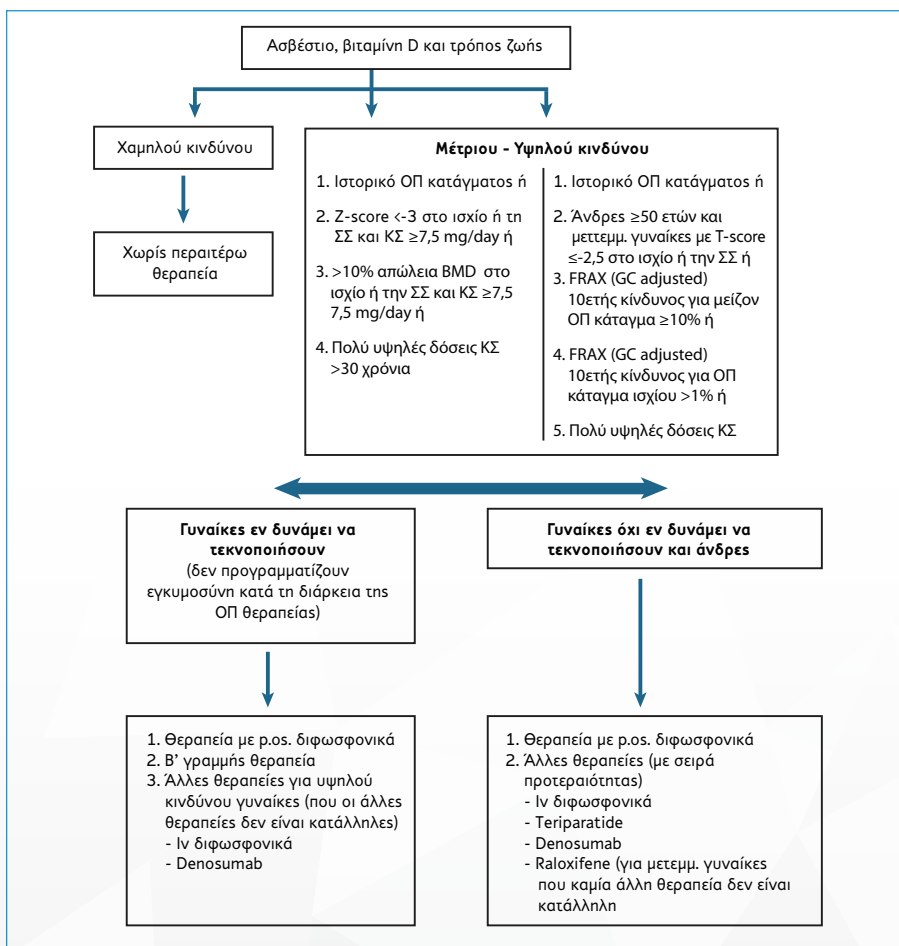 Ασβέστιο, βιταμίνη D και τρόπος ζωής
Χαμηλού κινδύνου
Χωρίς περαιτέρω
θεραπεία
Μέτριου - Υψηλού κινδύνου
1. Ιστορικό ΟΠ κατάγματος ή
2. Z-score <-3 στο ισχίο ή τη
ΣΣ και ΚΣ ≥7,5 mg/day ή
3. >10% απώλεια BMD στο
ισχίο ή την ΣΣ και ΚΣ ≥7,5
7,5 mg/day ή
4. Πολύ υψηλές δόσεις ΚΣ
>30 χρόνια
1. Ιστορικό ΟΠ κατάγματος ή
2. Άνδρες ≥50 ετών και
μεττεμμ. γυναίκες με T-score
≤-2,5 στο ισχίο ή την ΣΣ ή
3. FRAX (GC adjusted)
10ετής κίνδυνος για μείζον
ΟΠ κάταγμα ≥10% ή
4. FRAX (GC adjusted)
10ετής κίνδυνος για ΟΠ
κάταγμα ισχίου >1% ή
5. Πολύ υψηλές δόσεις ΚΣ
Γυναίκες εν δυνάμει να
τεκνοποιήσουν
(δεν προγραμματίζουν
εγκυμοσύνη κατά τη διάρκεια της
ΟΠ θεραπείας)
Γυναίκες όχι εν δυνάμει να
τεκνοποιήσουν και άνδρες
1. Θεραπεία με p.os. διφωσφονικά
2. Β’ γραμμής θεραπεία
3. Άλλες θεραπείες για υψηλού
κινδύνου γυναίκες (που οι άλλες
θεραπείες δεν είναι κατάλληλες)
- Ιν διφωσφονικά
- Denosumab
1. Θεραπεία με p.os. διφωσφονικά
2. Άλλες θεραπείες (με σειρά
προτεραιότητας)
- Ιν διφωσφονικά
- Teriparatide
- Denosumab
- Raloxifene (για μετεμμ. γυναίκες
που καμία άλλη θεραπεία δεν είναι
κατάλληλη